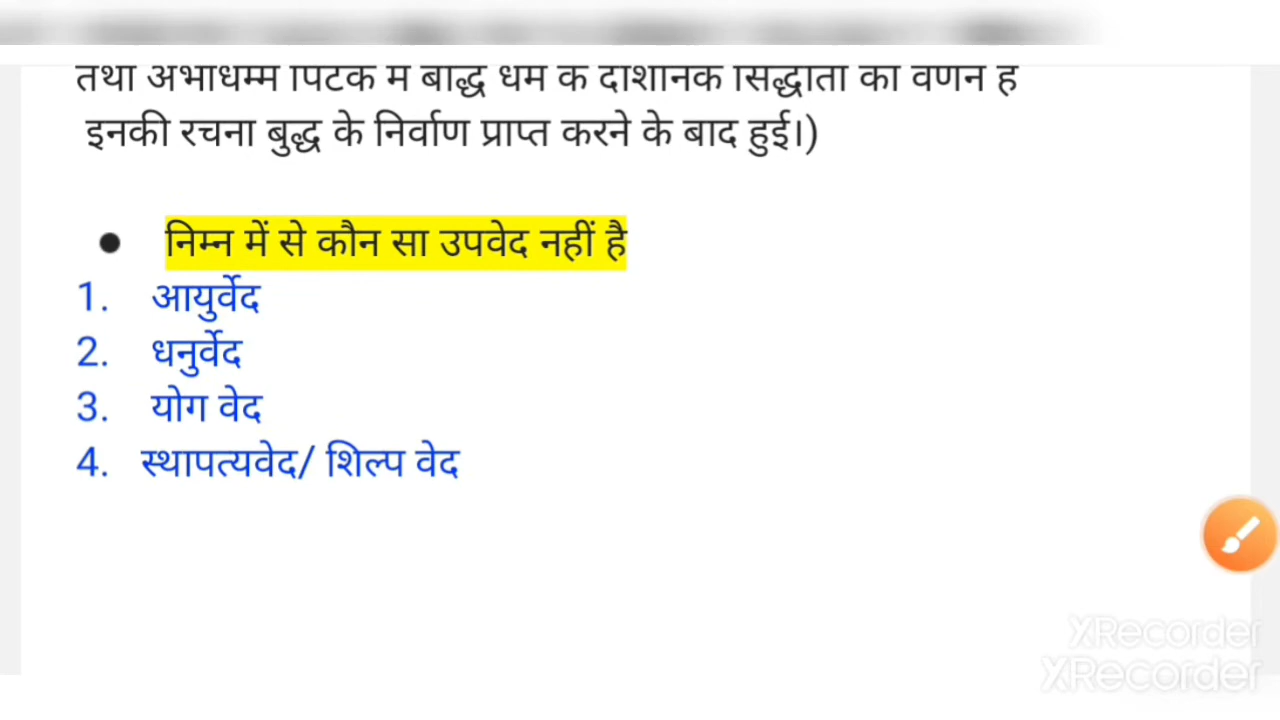 तथा अभिधम्म पिटक में बौद्ध धर्म के दार्शनिक सिद्धांतों का वर्णन है
इनकी रचना बुद्ध के निर्वाण प्राप्त करने के बाद हुई।)
● निम्न में से कौन सा उपवेद नहीं है
1. आयुर्वेद
2. धनुर्वेद
3. योग वेद
4. स्थापत्यवेद/ शिल्प वेद
XRecorder
XRecorder